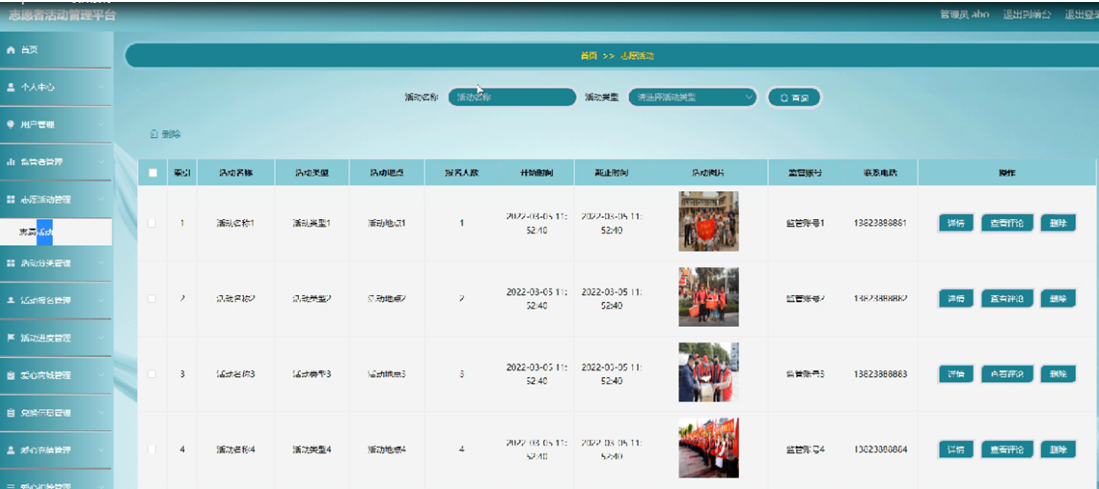 志愿者活动管理平台
管理员 abo 退出到前台 退出登录
首页
个人中心
用户管理
监管者管理
志愿活动管理
志愿活动
活动分类管理
活动报名管理
活动进度管理
爱心商城管理
兑换信息管理
爱心充值管理
首页 >> 志愿活动
活动名称 活动名称 活动类型 请选择活动类型 查询
删除
索引 活动名称 活动类型 活动地点 报名人数 开始时间 截止时间 活动图片 监管账号 联系电话 操作
1 活动名称1 活动类型1 活动地点1 1 2022-03-05 11:52:40 2022-03-05 11:52:40 监管账号1 13823888881 详情 查看评论 删除
2 活动名称2 活动类型2 活动地点2 2 2022-03-05 11:52:40 2022-03-05 11:52:40 监管账号2 13823888882 详情 查看评论 删除
3 活动名称3 活动类型3 活动地点3 3 2022-03-05 11:52:40 2022-03-05 11:52:40 监管账号3 13823888883 详情 查看评论 删除
4 活动名称4 活动类型4 活动地点4 4 2022-03-05 11:52:40 2022-03-05 11:52:40 监管账号4 13823888884 详情 查看评论 删除